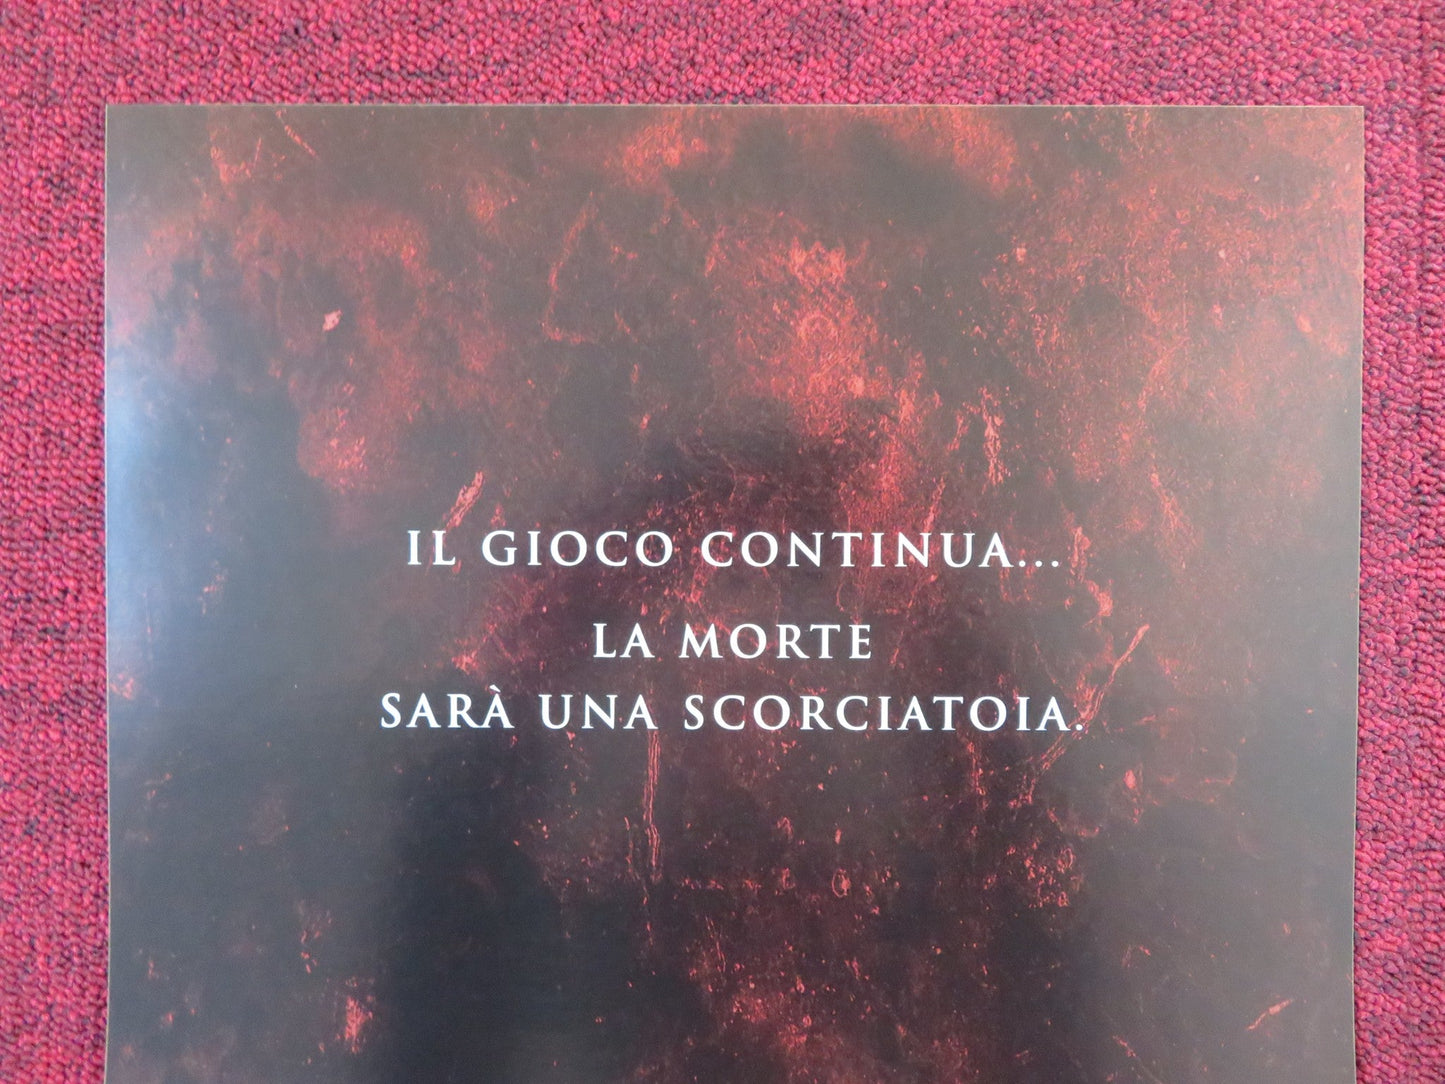 IL GIOCO CONTINUA...
LA MORTE
SARÀ UNA SCORCIATOIA.